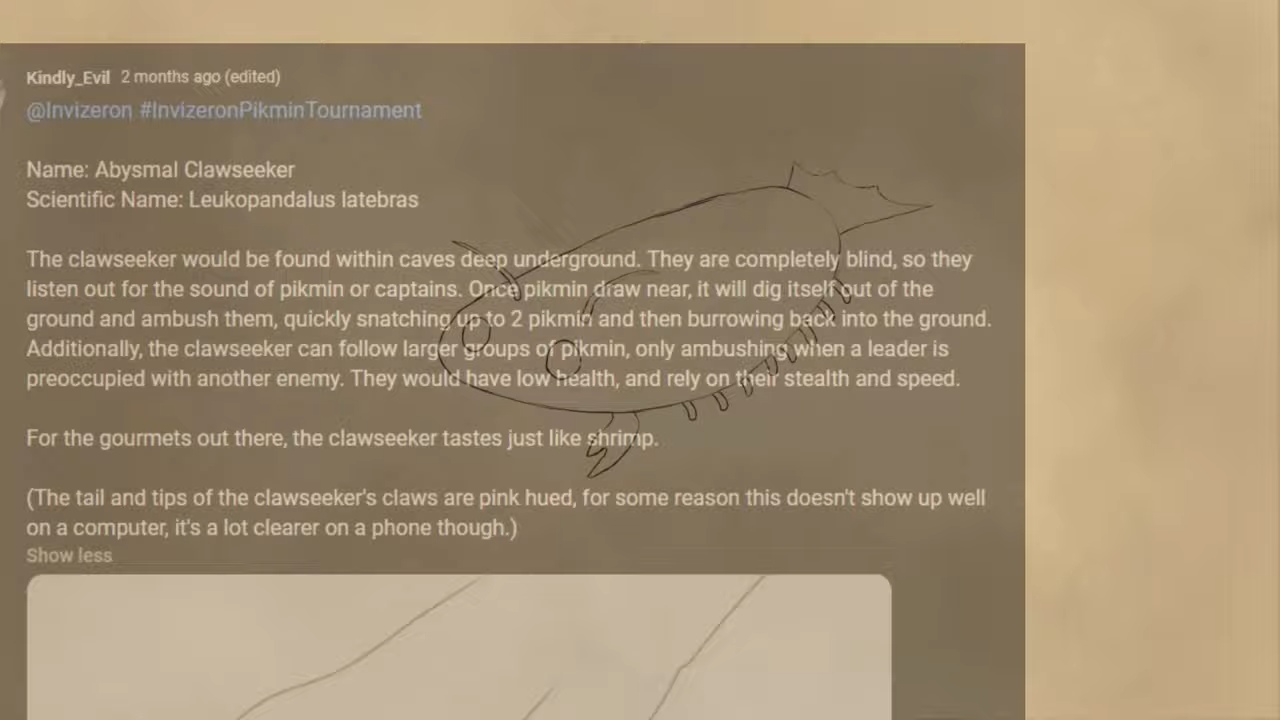 Kindly_Evil 2 months ago (edited)
@Invizeron #InvizeronPikminTournament
Name: Abysmal Clawseeker
Scientific Name: Leukopandalus latebras
The clawseeker would be found within caves deep underground. They are completely blind, so they
listen out for the sound of pikmin or captains. Once pikmin draw near, it will dig itself out of the
ground and ambush them, quickly snatching up to 2 pikmin and then burrowing back into the ground.
Additionally, the clawseeker can follow larger groups of pikmin, only ambushing when a leader is
preoccupied with another enemy. They would have low health, and rely on their stealth and speed.
For the gourmets out there, the clawseeker tastes just like shrimp.
(The tail and tips of the clawseeker's claws are pink hued, for some reason this doesn't show up well
on a computer, it's a lot clearer on a phone though.)
Show less